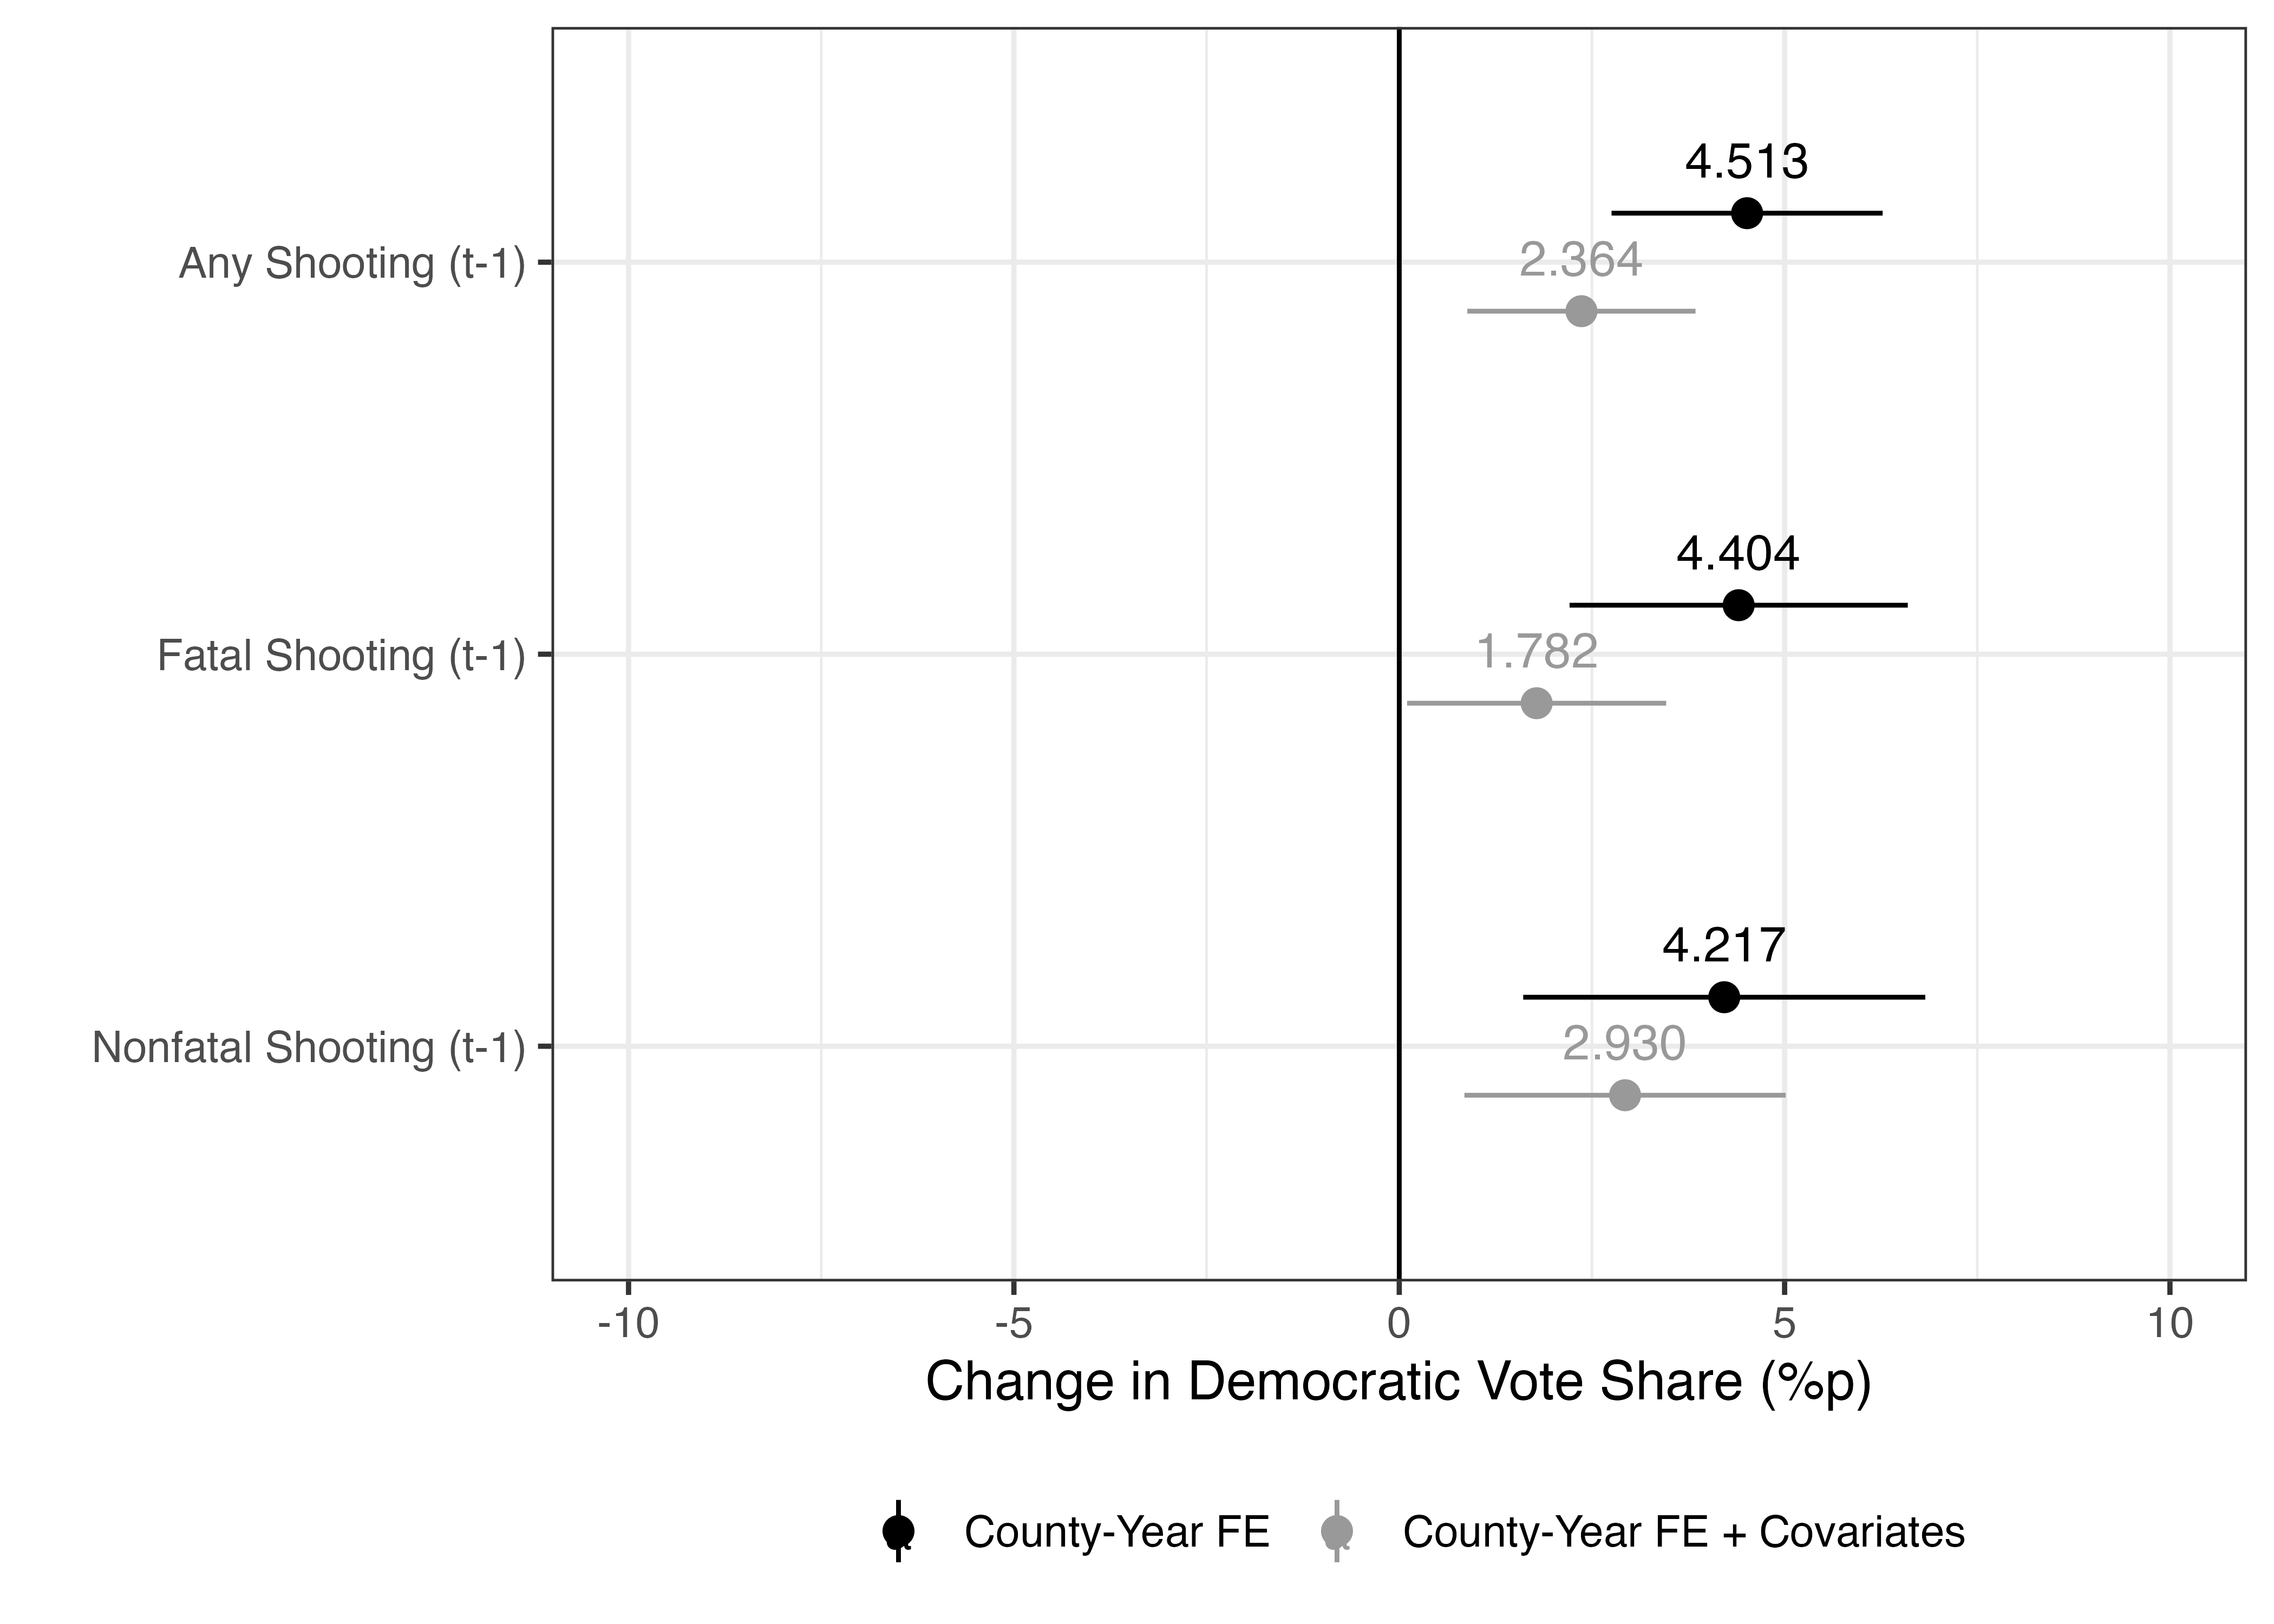 4.513
Any Shooting (t-1)
2.364
4.404
Fatal Shooting (t-1)
1.782
4.217
Nonfatal Shooting (t-1)
2.930
-10 -5 0 5 10
Change in Democratic Vote Share (%p)
County-Year FE County-Year FE + Covariates